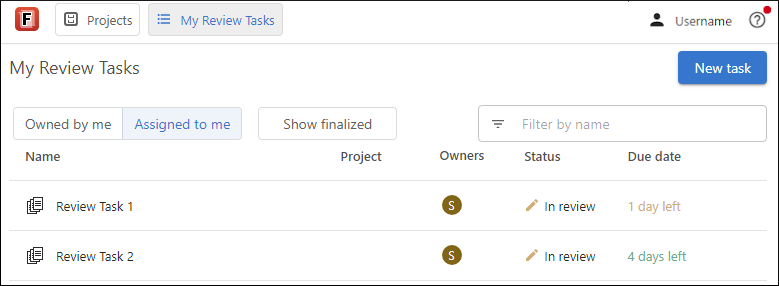 F Projects My Review Tasks Username
My Review Tasks New task
Owned by me Assigned to me Show finalized Filter by name
Name Project Owners Status Due date
Review Task 1 S In review 1 day left
Review Task 2 S In review 4 days left